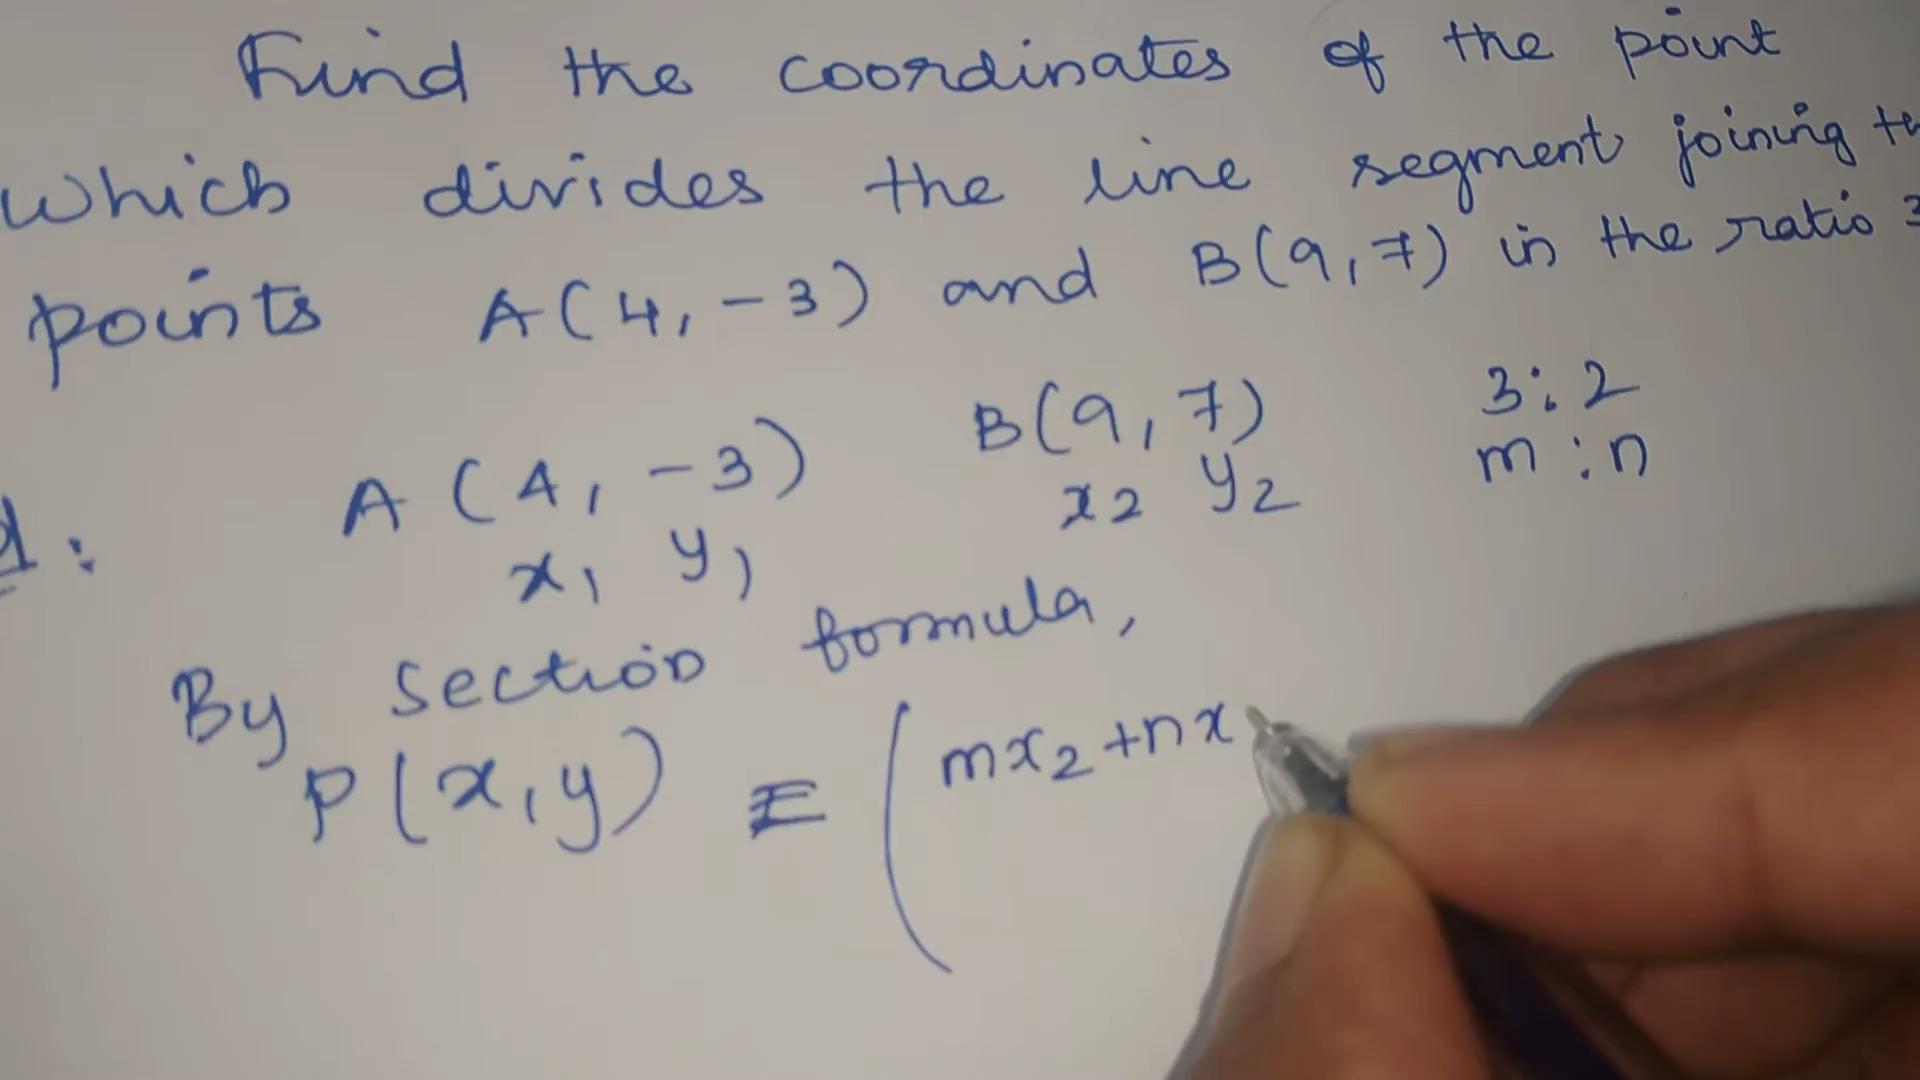 Find the coordinates of the point
which divides the line segment joining
points A(4, -3) and B(9, 7) in the ratio 3
A (4, -3) B(9, 7) 3:2
x1 y1 x2 y2 m:n
By section formula,
P(x, y) = (mx2 + nx